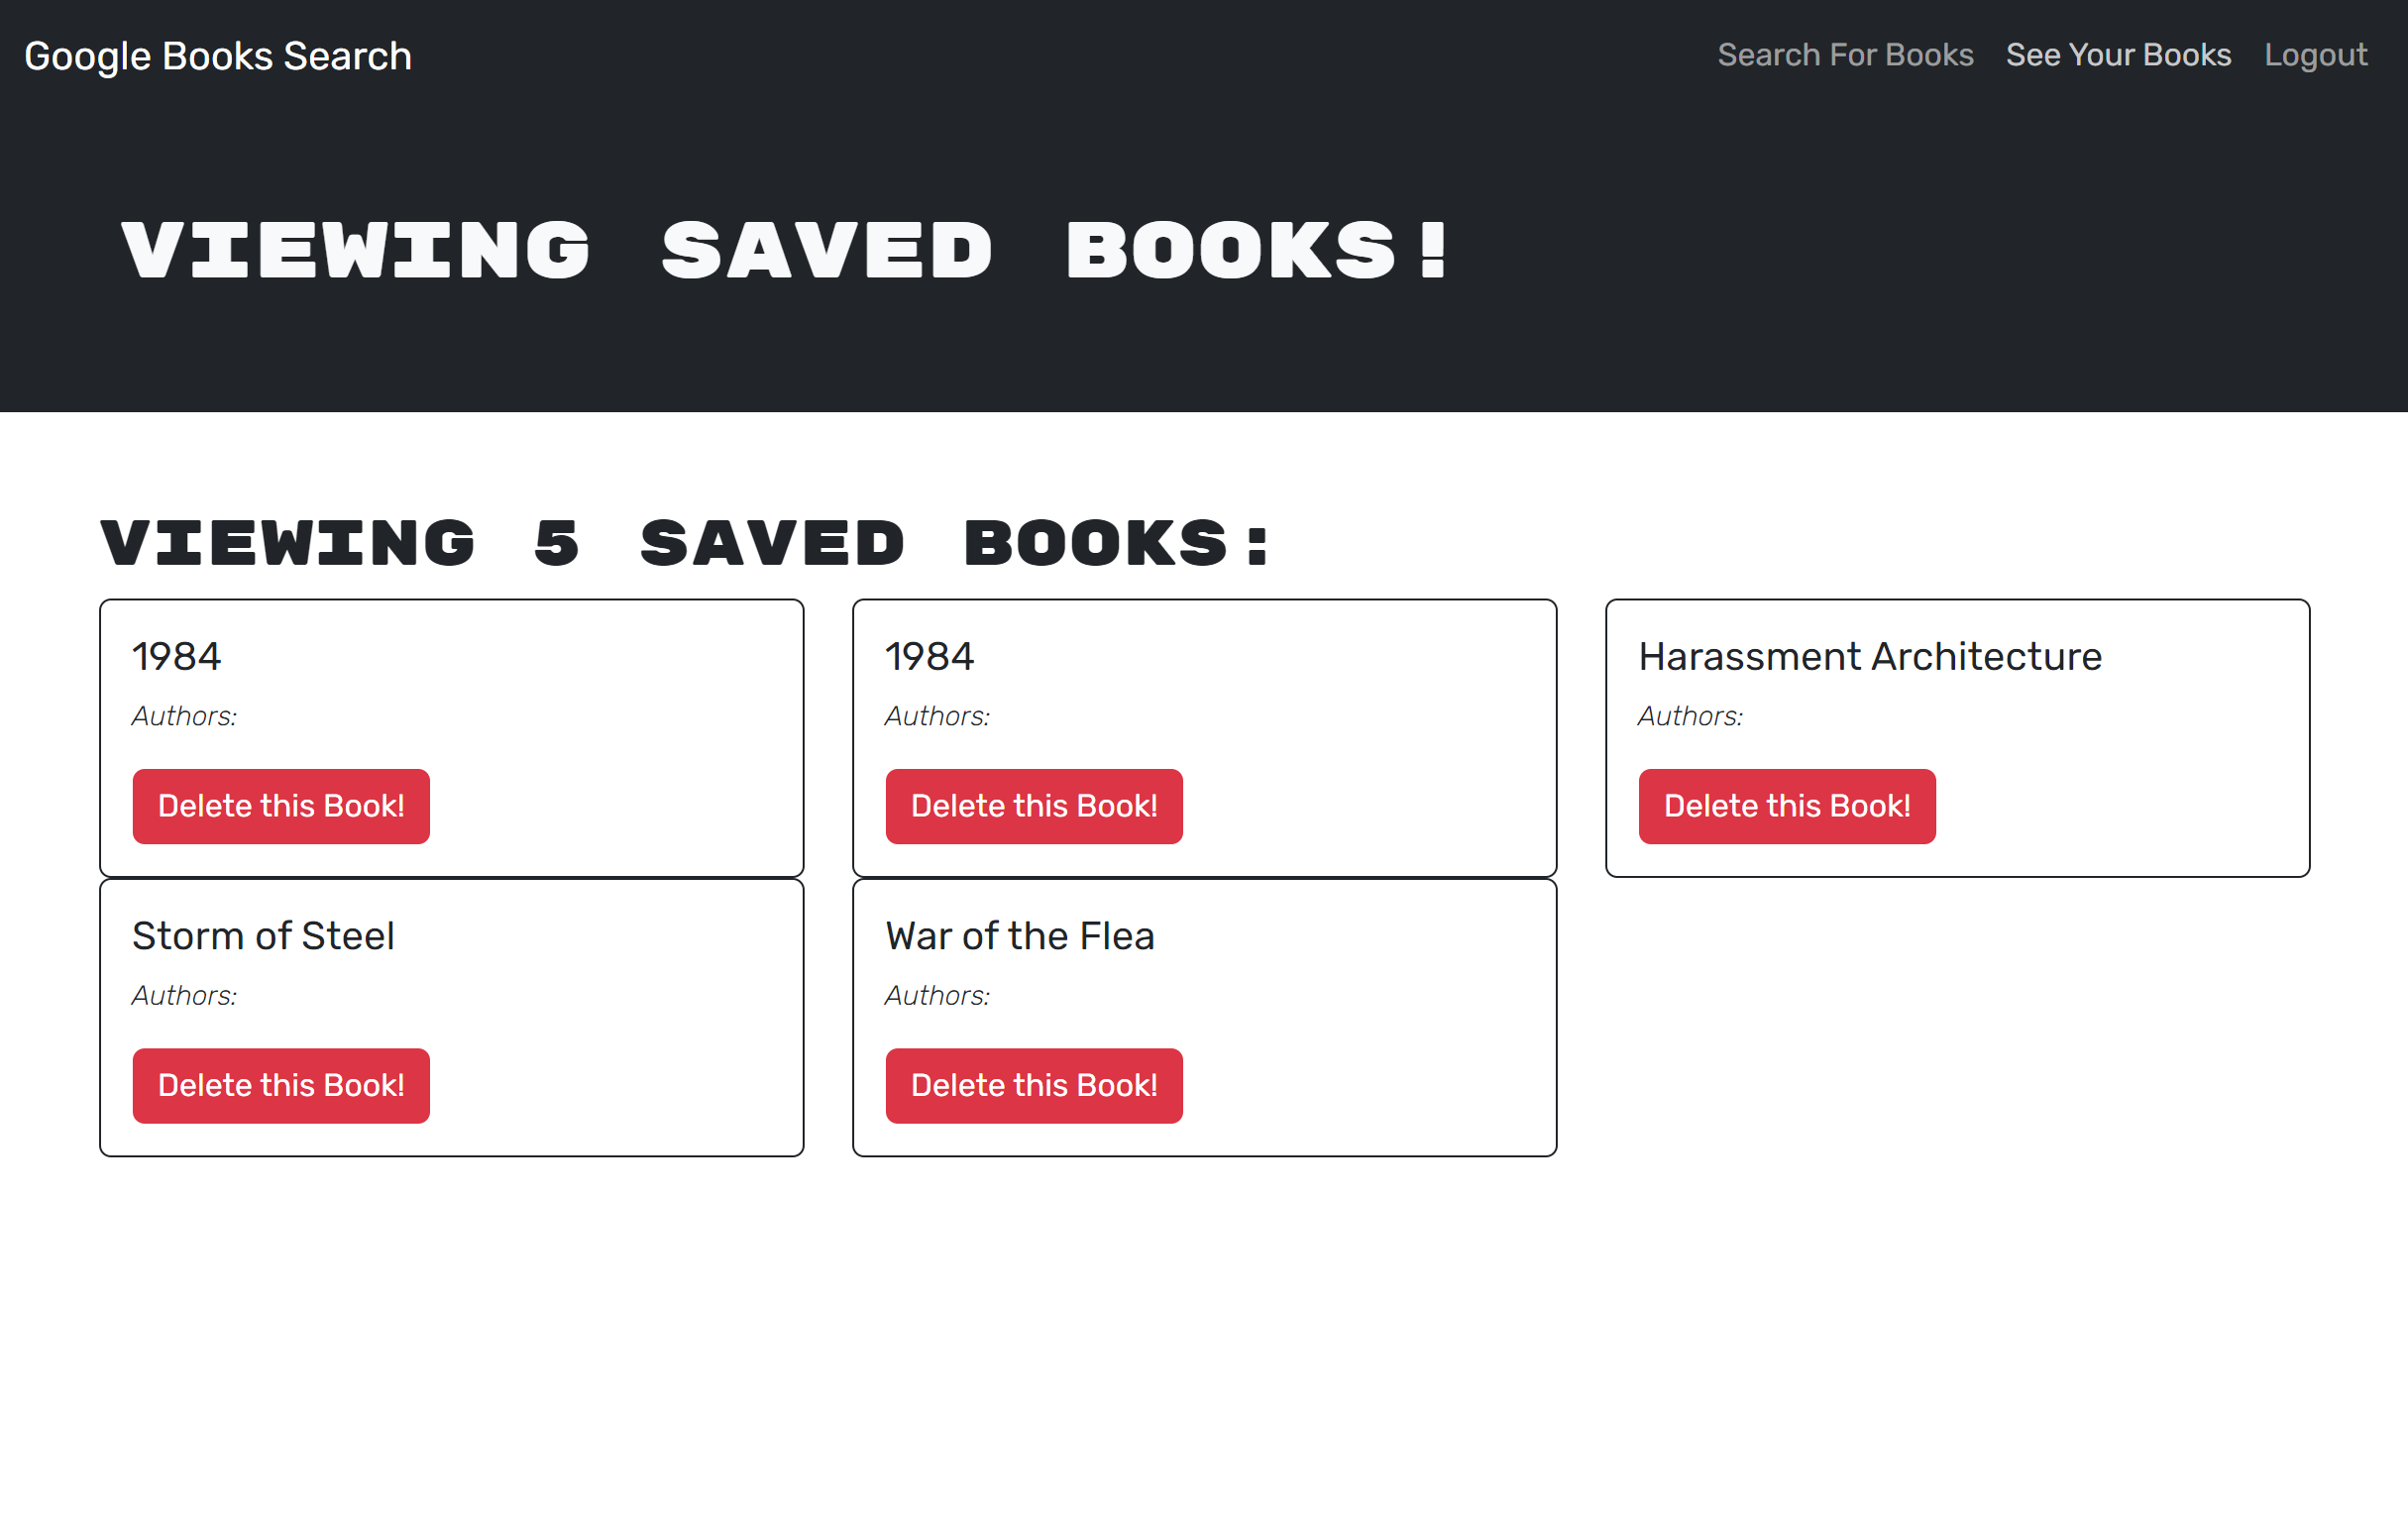 Google Books Search
Search For Books
See Your Books
Logout
VIEWING SAVED BOOKS!
VIEWING 5 SAVED BOOKS:
1984
Authors:
Delete this Book!
1984
Authors:
Delete this Book!
Harassment Architecture
Authors:
Delete this Book!
Storm of Steel
Authors:
Delete this Book!
War of the Flea
Authors:
Delete this Book!